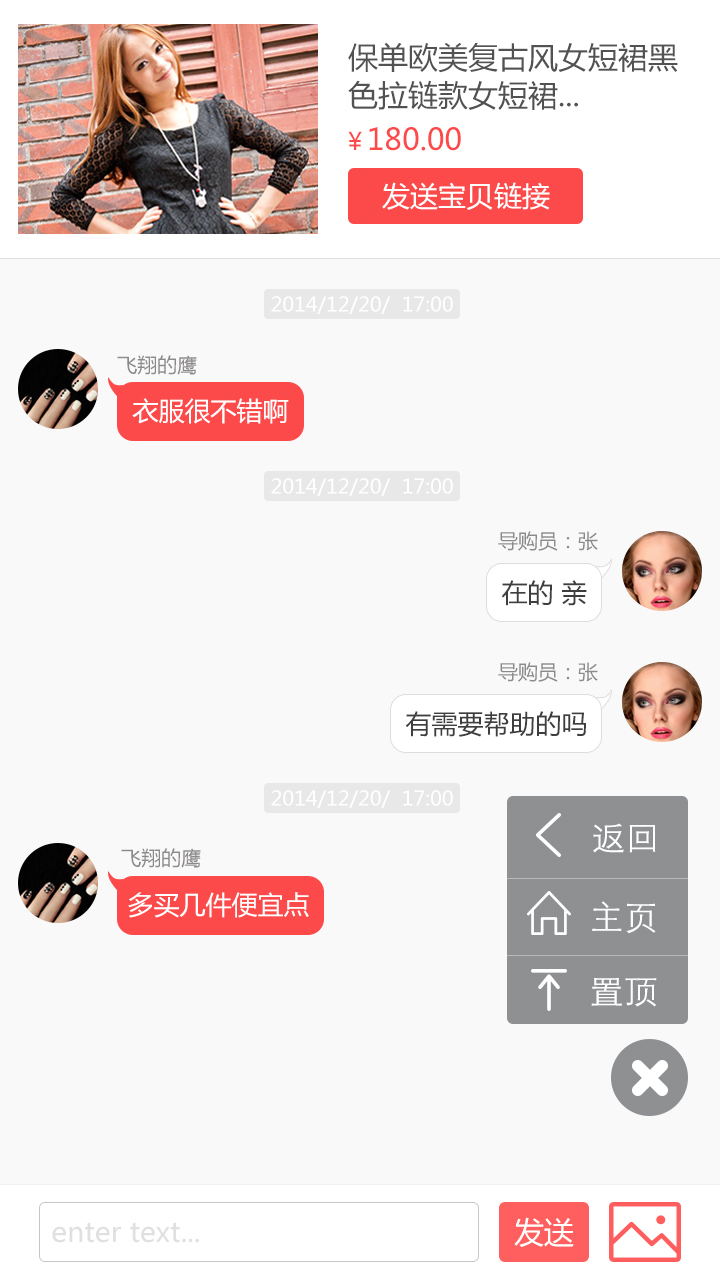 保单欧美复古风女短裙黑
色拉链款女短裙...
¥180.00
发送宝贝链接
2014/12/20/ 17:00
飞翔的鹰
衣服很不错啊
2014/12/20/ 17:00
导购员：张
在的 亲
导购员：张
有需要帮助的吗
2014/12/20/ 17:00
飞翔的鹰
多买几件便宜点
返回
主页
置顶
enter text...
发送